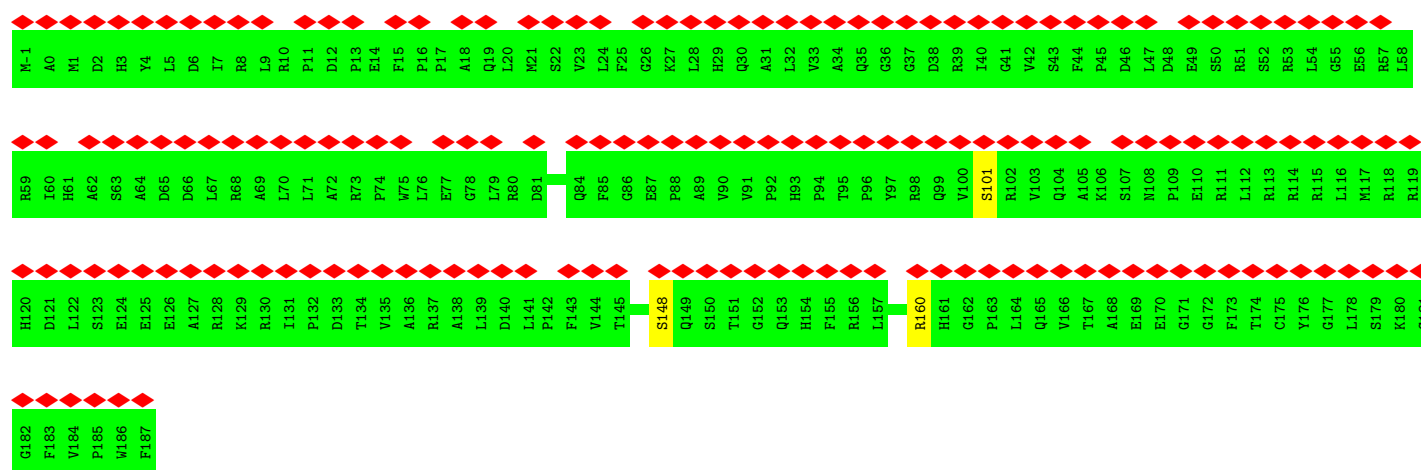 M-1 A0 M1 D2 H3 Y4 L5 D6 I7 R8 L9 R10 P11 D12 P13 E14 F15 P16 P17 A18 Q19 L20 M21 S22 V23 L24 F25 G26 K27 L28 H29 Q30 A31 L32 V33 A34 Q35 G36 G37 D38 R39 I40 G41 V42 S43 F44 P45 D46 L47 D48 E49 S50 R51 S52 R53 L54 G55 E56 R57 L58
R59 I60 H61 A62 S63 A64 D65 D66 L67 R68 A69 L70 L71 A72 R73 P74 W75 L76 E77 G78 L79 R80 D81 Q84 F85 G86 E87 P88 A89 V90 V91 P92 H93 P94 T95 P96 Y97 R98 Q99 V100 S101 R102 V103 Q104 A105 K106 S107 N108 P109 E110 R111 L112 R113 R114 R115 L116 M117 R118 R119
H120 D121 L122 S123 E124 E125 E126 A127 R128 K129 R130 I131 P132 D133 T134 V135 A136 R137 A138 L139 D140 L141 P142 F143 V144 T145 S148 Q149 S150 T151 G152 Q153 H154 F155 R156 L157 R160 H161 G162 P163 L164 Q165 V166 T167 A168 E169 E170 G171 G172 F173 T174 C175 Y176 G177 L178 S179 K180
G182 F183 V184 P185 W186 F187